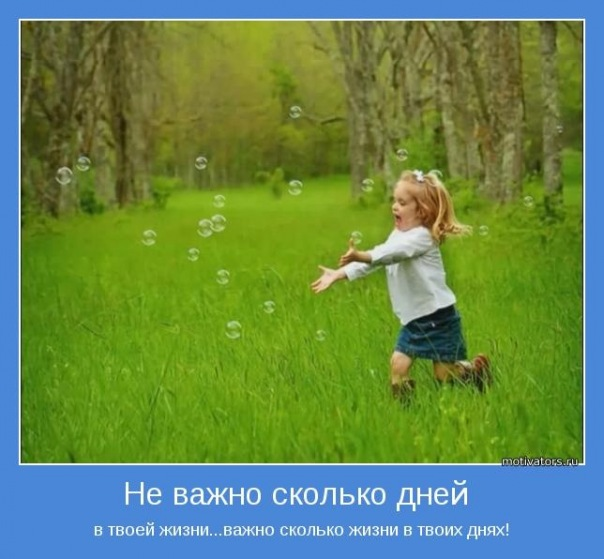 motivators.ru
Не важно сколько дней
в твоей жизни...важно сколько жизни в твоих днях!